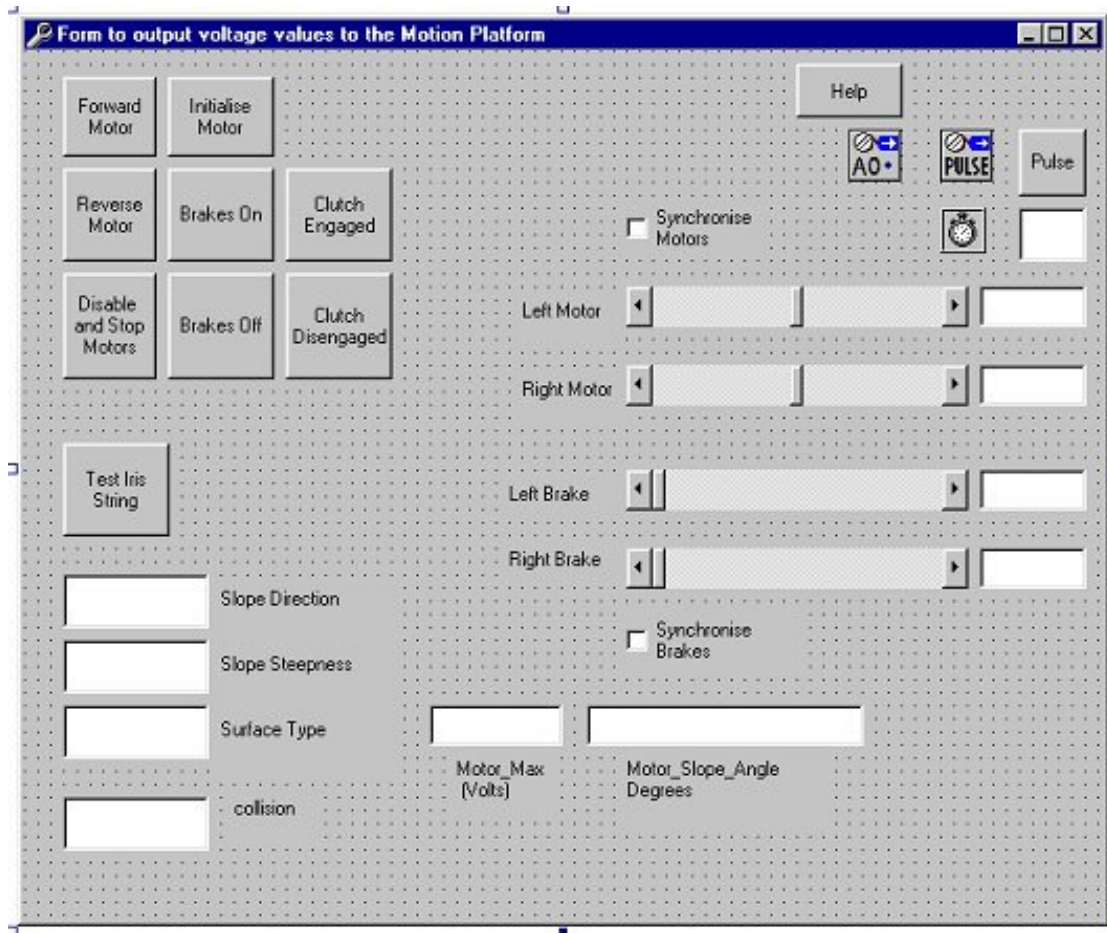 Form to output voltage values to the Motion Platform
Help
Forward
Motor
Initialise
Motor
AO
PULSE
Pulse
Reverse
Motor
Brakes On
Clutch
Engaged
Synchronise
Motors
Disable
and Stop
Motors
Brakes Off
Clutch
Disengaged
Left Motor
Right Motor
Test Iris
String
Left Brake
Right Brake
Slope Direction
Synchronise
Brakes
Slope Steepness
Surface Type
Motor_Max
(Volts)
Motor_Slope_Angle
Degrees
collision